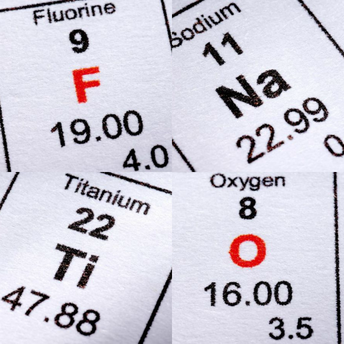 Fluorine
9
F
19.00
4.0
Sodium
11
Na
22.99
0
Titanium
22
Ti
47.88
Oxygen
8
O
16.00
3.5